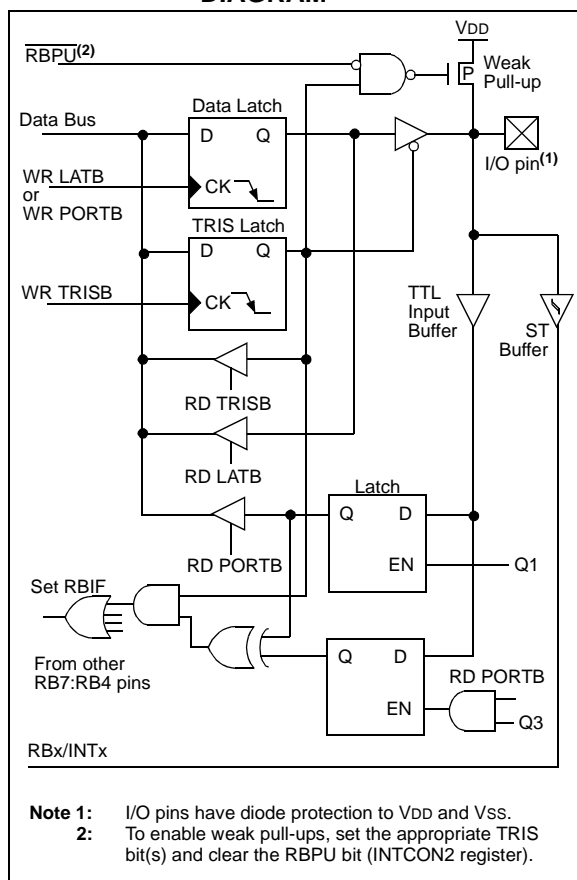 DIAGRAM
VDD
RBPU(2)
Weak
Pull-up
P
Data Latch
Data Bus
D Q
I/O pin(1)
WR LATB
or
WR PORTB
CK
TRIS Latch
D Q
WR TRISB
CK
TTL
Input
Buffer
ST
Buffer
RD TRISB
RD LATB
Latch
Q D
RD PORTB
EN
Q1
Set RBIF
From other
RB7:RB4 pins
Q D
RD PORTB
EN
Q3
RBx/INTx
Note 1: I/O pins have diode protection to VDD and VSS.
2: To enable weak pull-ups, set the appropriate TRIS
bit(s) and clear the RBPU bit (INTCON2 register).